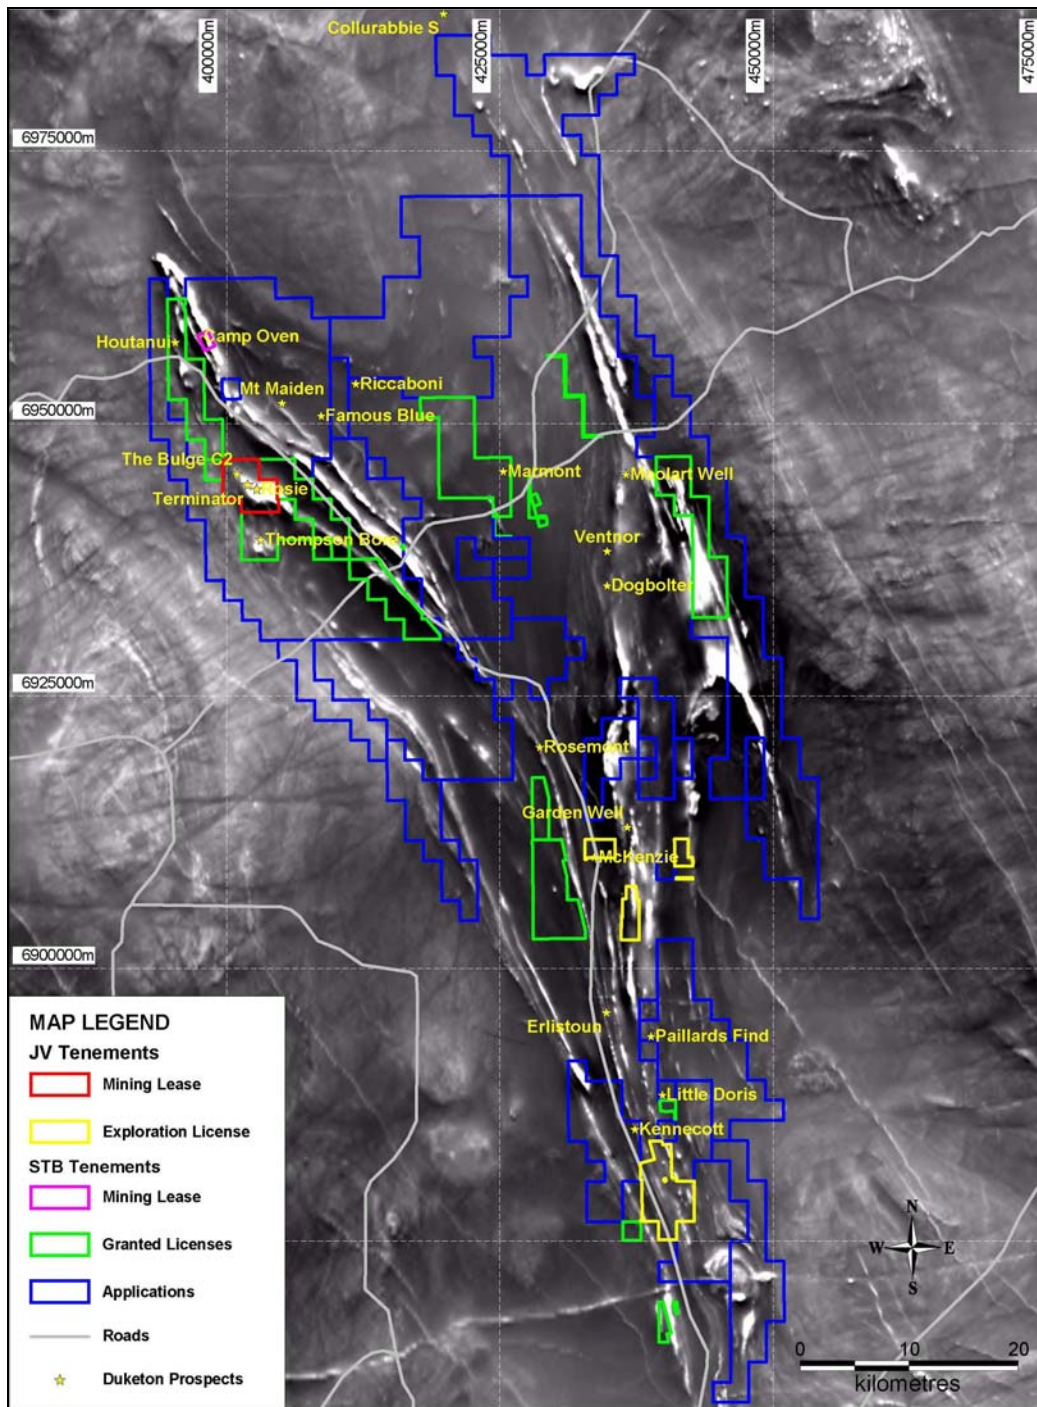 Collurabbie S
400000m
425000m
450000m
475000m
6975000m
Houtanui
Camp Oven
Mt Maiden
Riccaboni
Famous Blue
6950000m
The Bulge C2
Terminator
Rosie
Marmont
Moolart Well
Thompson Bore
Ventnor
Dogbolter
6925000m
Rosemont
Garden Well
McKenzie
6900000m
Erlistoun
Paillards Find
Little Doris
Kennecott
MAP LEGEND
JV Tenements
Mining Lease
Exploration License
STB Tenements
Mining Lease
Granted Licenses
Applications
Roads
Duketon Prospects
N
W E
S
0 10 20
kilometres